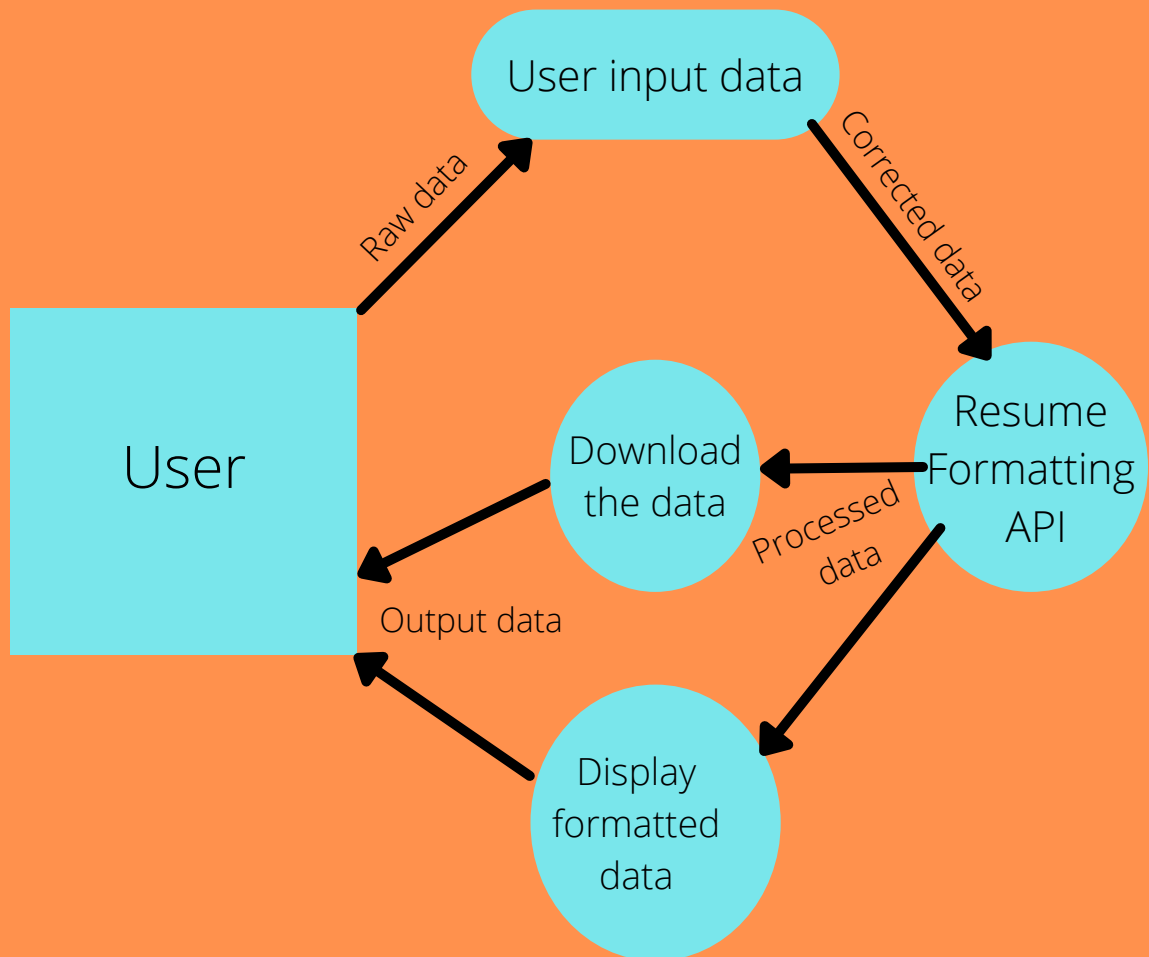 User input data
Raw data
Corrected data
User
Download
the data
Resume
Formatting
API
Processed
data
Output data
Display
formatted
data